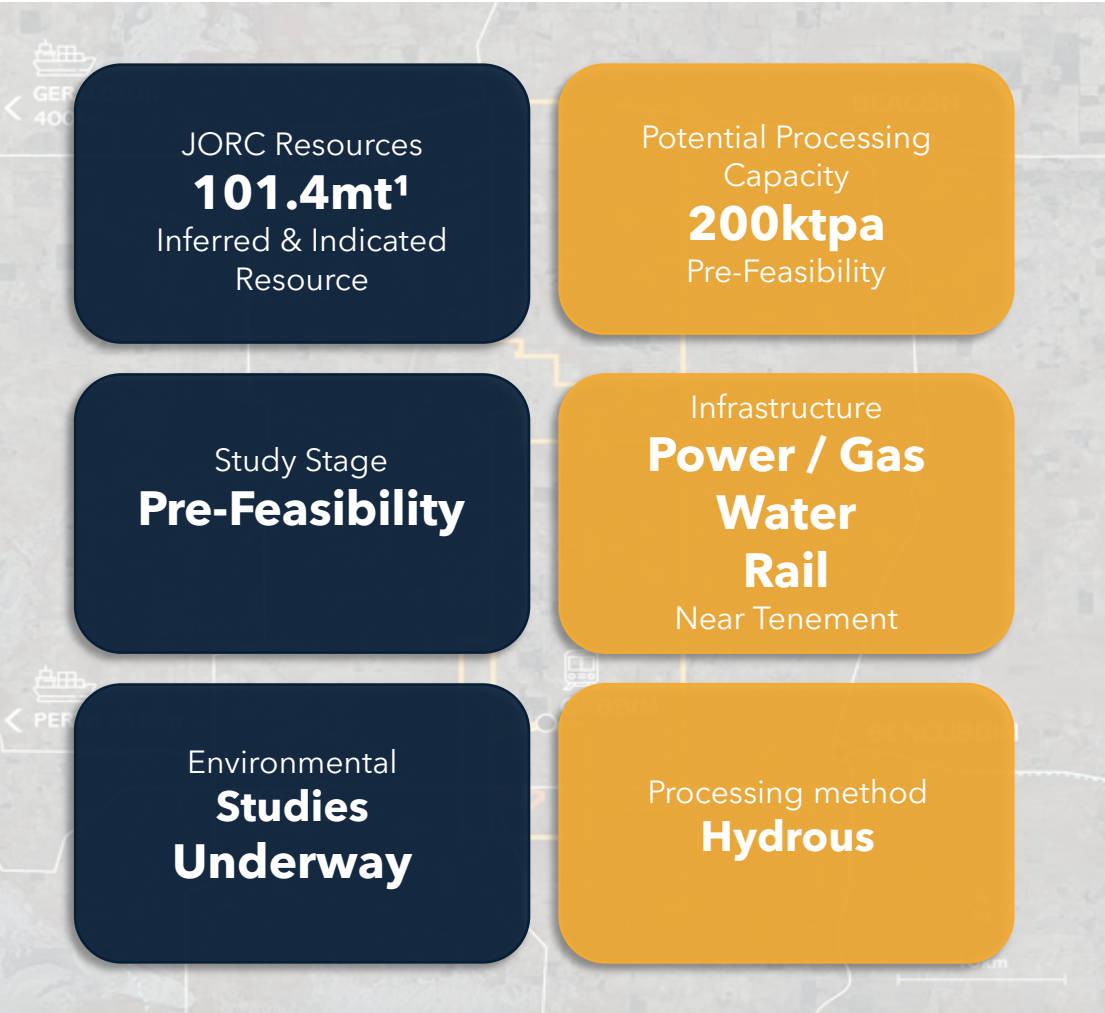 JORC Resources
101.4mt¹
Inferred & Indicated
Resource
Potential Processing
Capacity
200ktpa
Pre-Feasibility
Study Stage
Pre-Feasibility
Infrastructure
Power / Gas
Water
Rail
Near Tenement
Environmental
Studies
Underway
Processing method
Hydrous
BEACON